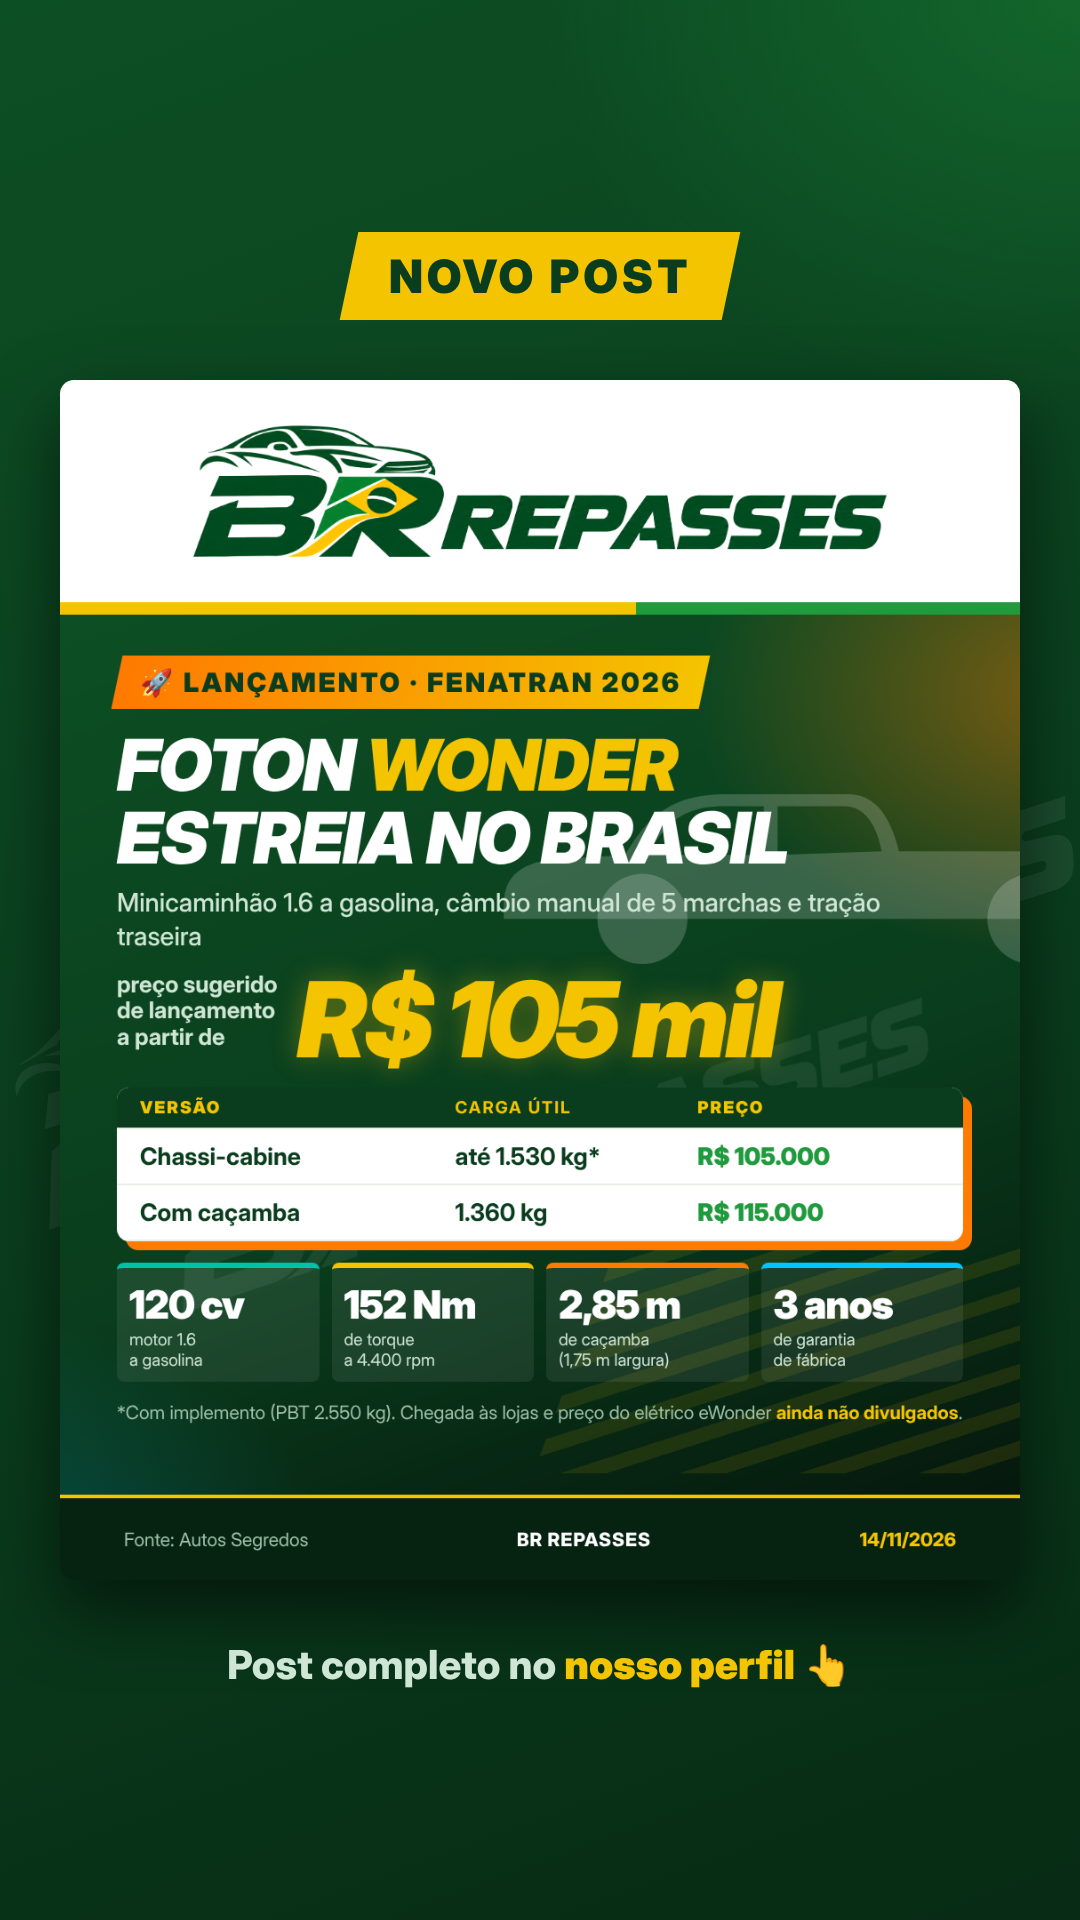 NOVO POST
BR REPASSES
🚀 LANÇAMENTO · FENATRAN 2026
FOTON WONDER
ESTREIA NO BRASIL
Minicaminhão 1.6 a gasolina, câmbio manual de 5 marchas e tração
traseira
preço sugerido
de lançamento
a partir de
R$ 105 mil
VERSÃO CARGA ÚTIL PREÇO
Chassi-cabine até 1.530 kg* R$ 105.000
Com caçamba 1.360 kg R$ 115.000
120 cv
motor 1.6
a gasolina
152 Nm
de torque
a 4.400 rpm
2,85 m
de caçamba
(1,75 m largura)
3 anos
de garantia
de fábrica
*Com implemento (PBT 2.550 kg). Chegada às lojas e preço do elétrico eWonder ainda não divulgados.
Fonte: Autos Segredos BR REPASSES 14/11/2026
Post completo no nosso perfil 👆